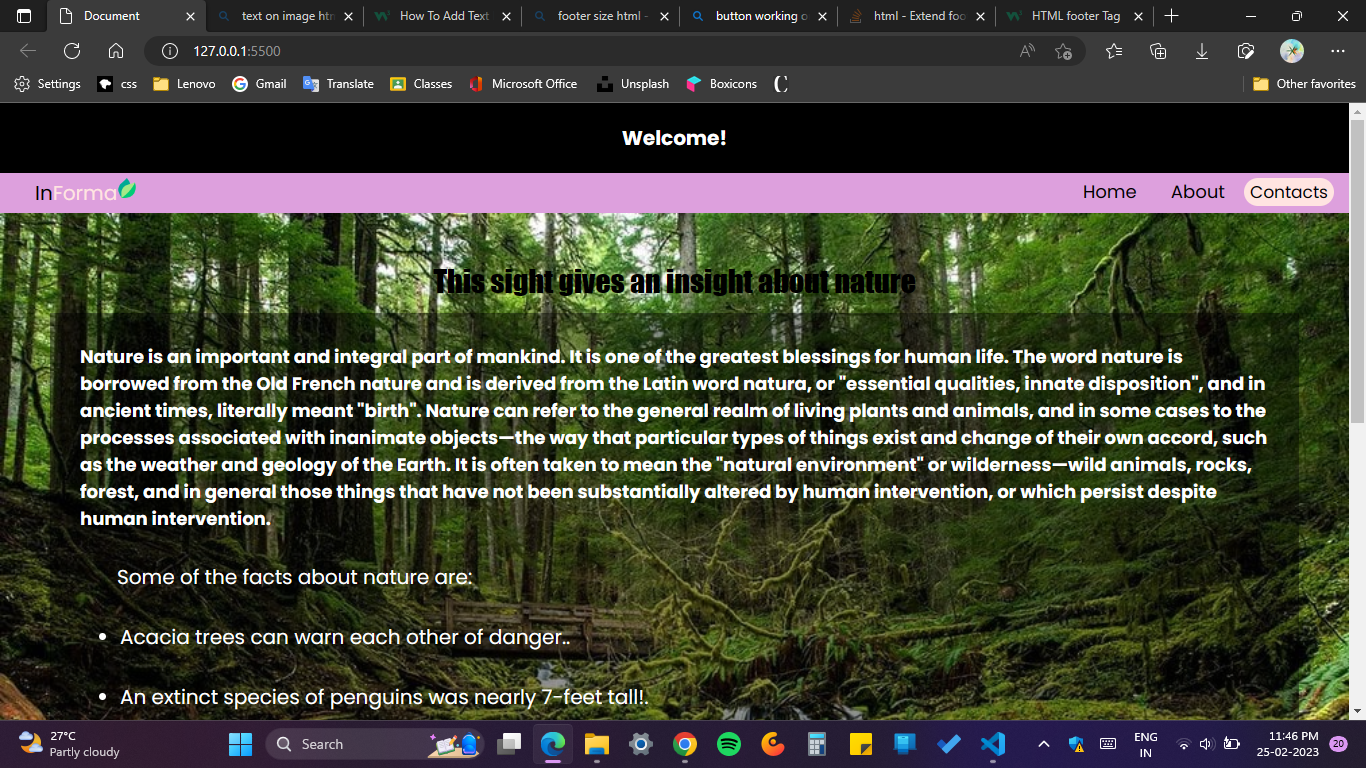 Document
text on image htm
How To Add Text
footer size html -
button working o
html - Extend foo
HTML footer Tag
127.0.0.1:5500
Settings
css
Lenovo
Gmail
Translate
Classes
Microsoft Office
Unsplash
Boxicons
Other favorites
Welcome!
InForma
Home
About
Contacts
This sight gives an insight about nature
Nature is an important and integral part of mankind. It is one of the greatest blessings for human life. The word nature is
borrowed from the Old French nature and is derived from the Latin word natura, or "essential qualities, innate disposition", and in
ancient times, literally meant "birth". Nature can refer to the general realm of living plants and animals, and in some cases to the
processes associated with inanimate objects—the way that particular types of things exist and change of their own accord, such
as the weather and geology of the Earth. It is often taken to mean the "natural environment" or wilderness—wild animals, rocks,
forest, and in general those things that have not been substantially altered by human intervention, or which persist despite
human intervention.
Some of the facts about nature are:
• Acacia trees can warn each other of danger..
• An extinct species of penguins was nearly 7-feet tall!.
27°C
Partly cloudy
Search
ENG
IN
11:46 PM
25-02-2023
20